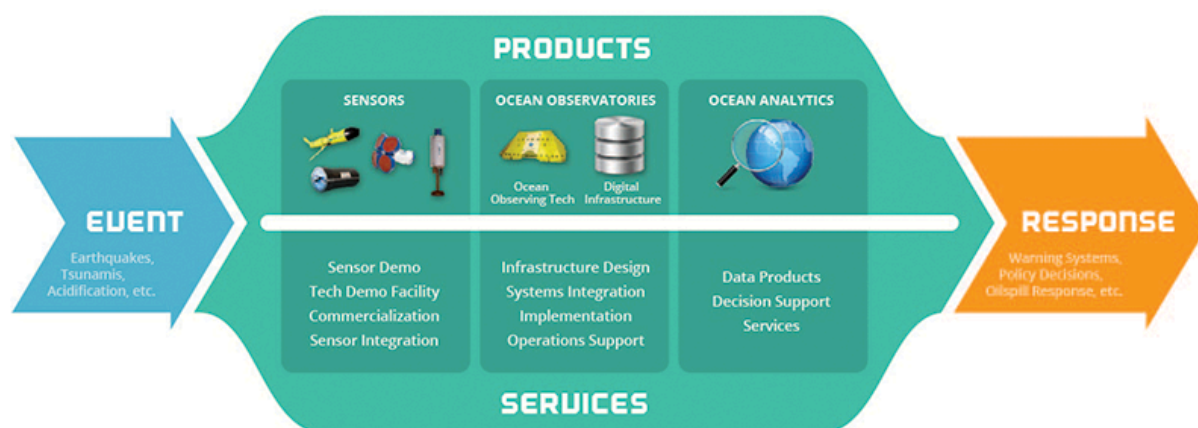 PRODUCTS
SENSORS
OCEAN OBSERVATORIES
OCEAN ANALYTICS
Ocean
Observing Tech
Digital
Infrastructure
EVENT
Earthquakes,
Tsunamis,
Acidification, etc.
RESPONSE
Warning Systems,
Policy Decisions,
Oilspill Response, etc.
Sensor Demo
Tech Demo Facility
Commercialization
Sensor Integration
Infrastructure Design
Systems Integration
Implementation
Operations Support
Data Products
Decision Support
Services
SERVICES